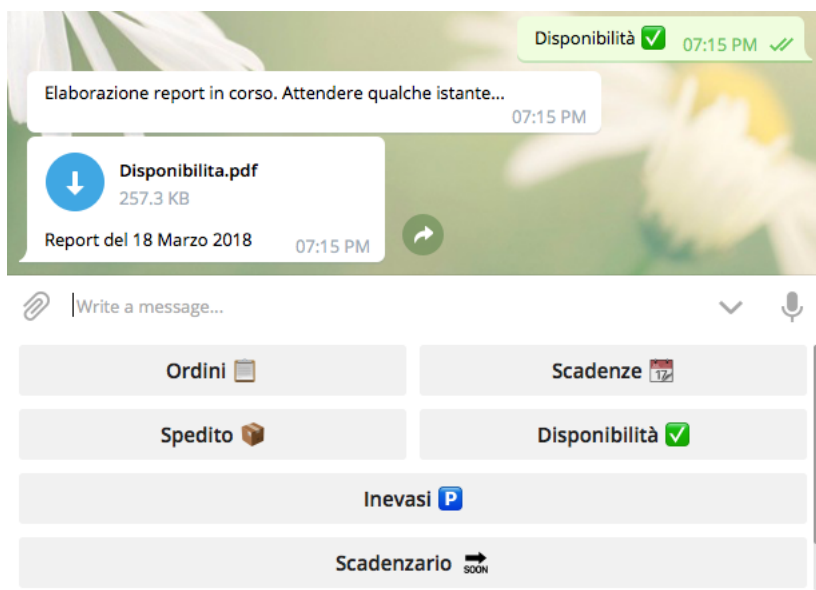 Disponibilità ✅ 07:15 PM
Elaborazione report in corso. Attendere qualche istante...
07:15 PM
Disponibilita.pdf
257.3 KB
Report del 18 Marzo 2018 07:15 PM
Write a message...
Ordini 📋
Scadenze 📆
Spedito 📦
Disponibilità ✅
Inevasi 🅿️
Scadenzario 🔜